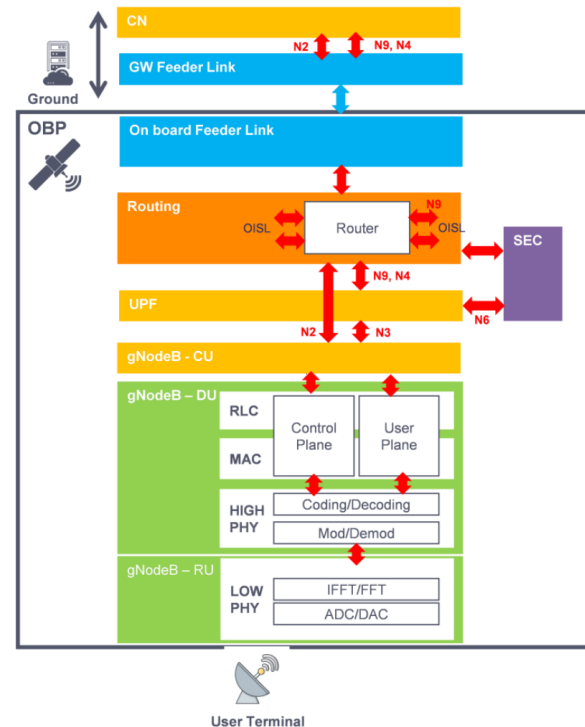 CN
N2
N9, N4
GW Feeder Link
Ground
OBP
On board Feeder Link
Routing
N9
OISL
Router
OISL
SEC
N9, N4
UPF
N6
N2
N3
gNodeB - CU
gNodeB – DU
RLC
Control
Plane
User
Plane
MAC
HIGH
PHY
Coding/Decoding
Mod/Demod
gNodeB – RU
LOW
PHY
IFFT/FFT
ADC/DAC
User Terminal